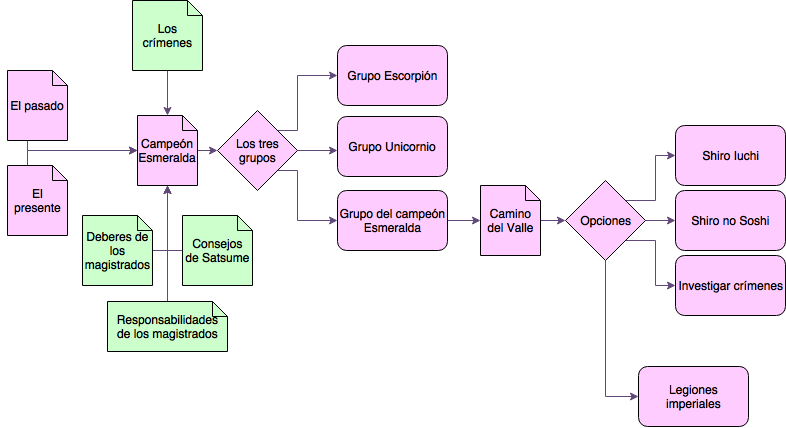 Los
crímenes
El pasado
El
presente
Campeón
Esmeralda
Deberes de
los
magistrados
Consejos
de Satsume
Responsabilidades
de los magistrados
Los tres
grupos
Grupo Escorpión
Grupo Unicornio
Grupo del campeón
Esmeralda
Camino
del Valle
Opciones
Shiro Iuchi
Shiro no Soshi
Investigar crímenes
Legiones
imperiales